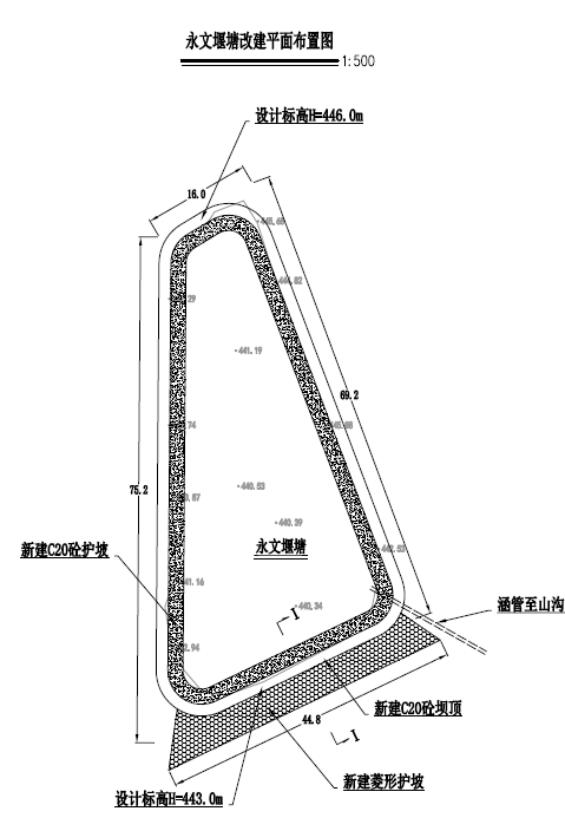 永文堰塘改建平面布置图
1:500
设计标高H=446.0m
16.0
441.19
69.2
75.2
440.53
440.39
永文堰塘
新建C20砼护坡
440.34
I
涵管至山沟
新建C20砼坝顶
44.8
I
新建菱形护坡
设计标高H=443.0m